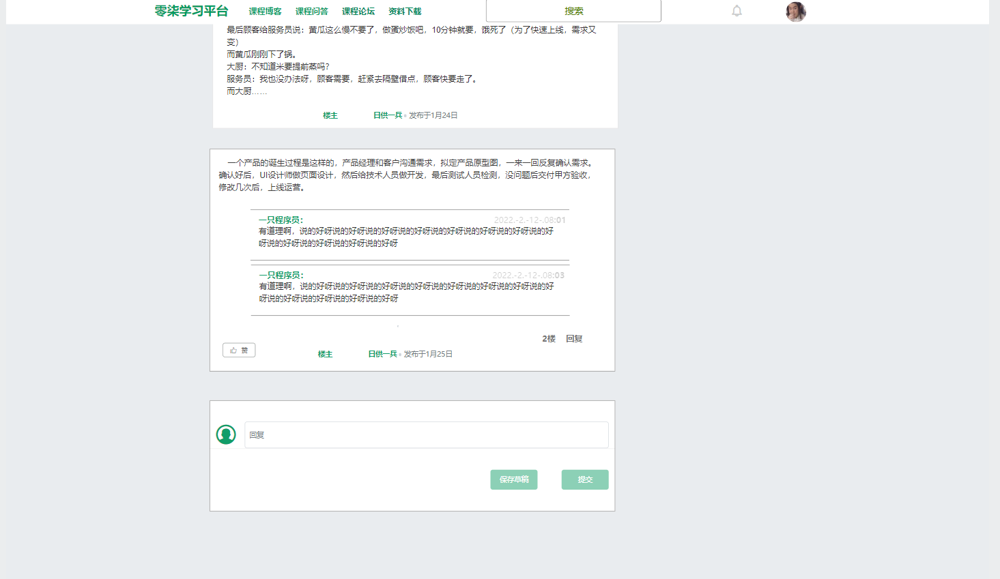 零柒学习平台 课程博客 课程问答 课程论坛 资料下载 搜索
最后顾客给服务员说：黄瓜这么慢不要了，做蛋炒饭吧，10分钟就要，饿死了（为了快速上线，需求又
变）
而黄瓜刚刚下了锅。
大厨：不知道米要提前蒸吗?
服务员：我也没办法呀，顾客需要，赶紧去隔壁借点，顾客快要走了。
而大厨……
楼主 日供一兵 发布于1月24日
一个产品的诞生过程是这样的，产品经理和客户沟通需求，拟定产品原型图，一来一回反复确认需求。
确认好后，UI设计师做页面设计，然后给技术人员做开发，最后测试人员检测，没问题后交付甲方验收，
修改几次后，上线运营。
一只程序员： 2022.-2.-12-.08:01
有道理啊，说的好呀说的好呀说的好呀说的好呀说的好呀说的好呀说的好呀说的好呀说的好呀说的好
呀说的好呀说的好呀说的好呀说的好呀
一只程序员： 2022.-2.-12-.08:03
有道理啊，说的好呀说的好呀说的好呀说的好呀说的好呀说的好呀说的好呀说的好呀说的好呀说的好
呀说的好呀说的好呀说的好呀说的好呀
2楼 回复
赞 楼主 日供一兵 发布于1月25日
回复
保存草稿 提交